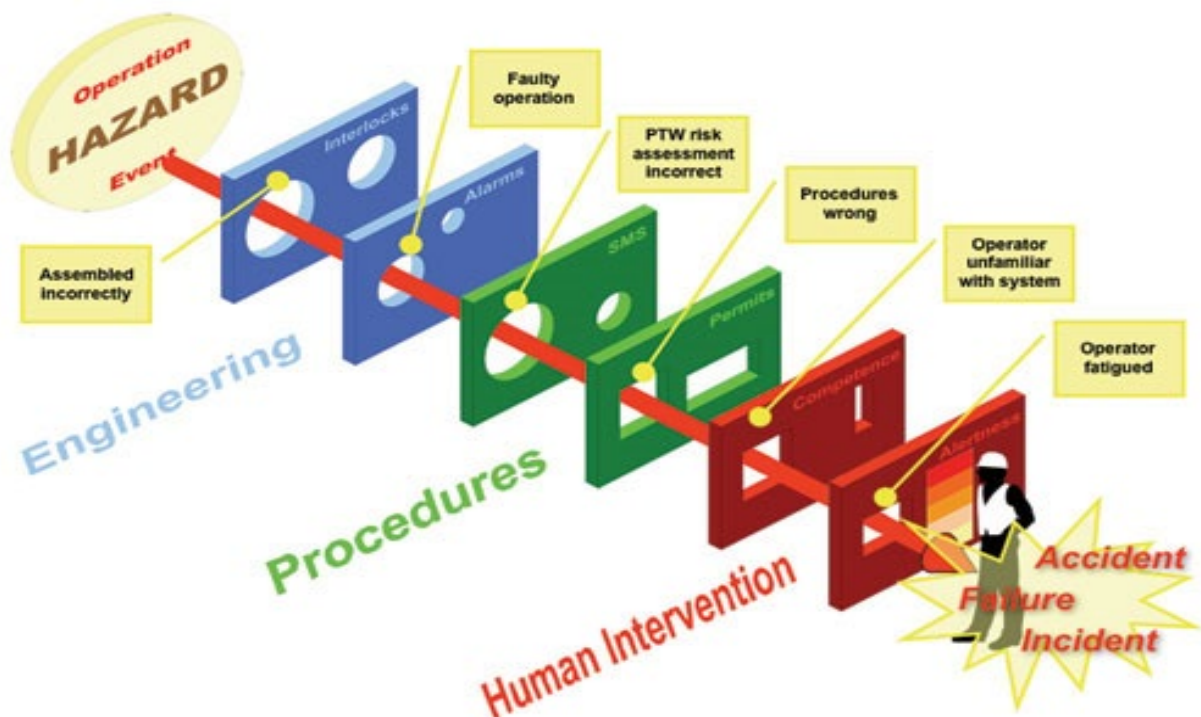 Operation
HAZARD
Event
Interlocks
Faulty
operation
Alarms
PTW risk
assessment
incorrect
SMS
Procedures
wrong
Permits
Operator
unfamiliar
with system
Competence
Operator
fatigued
Alertness
Assembled
incorrectly
Engineering
Procedures
Human Intervention
Accident
Failure
Incident